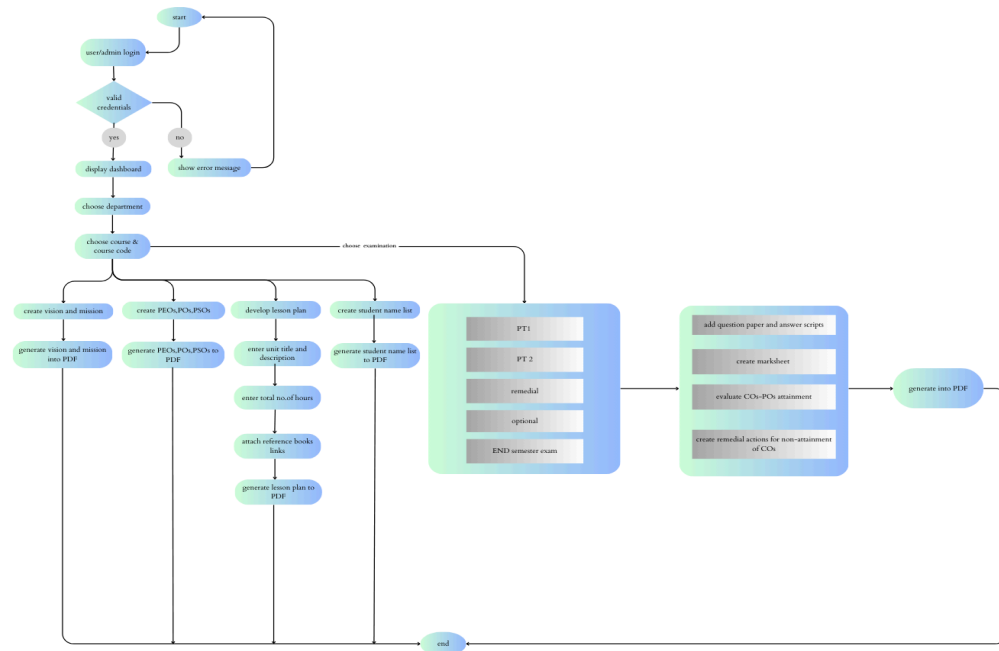 start
user/admin login
valid
credentials
yes
no
display dashboard
show error message
choose department
choose course &
course code
choose examination
create vision and mission
create PEOs,POs,PSOs
develop lesson plan
create student name list
generate vision and mission
into PDF
generate PEOs,POs,PSOs to
PDF
enter unit title and
description
generate student name list
to PDF
enter total no.of hours
attach reference books
links
generate lesson plan to
PDF
PT1
PT 2
remedial
optional
END semester exam
add question paper and answer scripts
create marksheet
evaluate COs-POs attainment
create remedial actions for non-attainment
of COs
generate into PDF
end